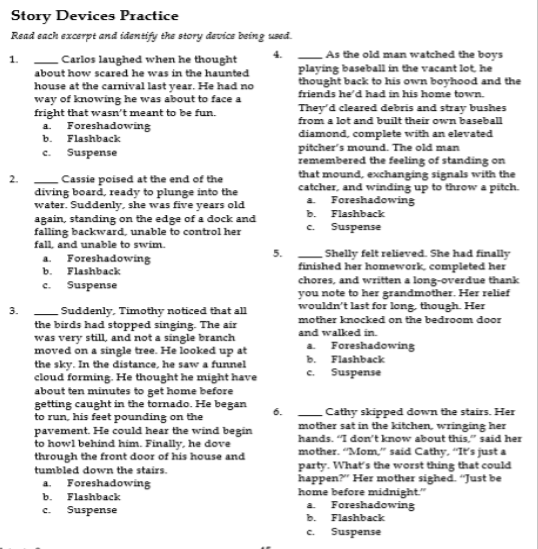 Story Devices Practice
Read each excerpt and identify the story device being used.
1. ____ Carlos laughed when he thought
about how scared he was in the haunted
house at the carnival last year. He had no
way of knowing he was about to face a
fright that wasn't meant to be fun.
a. Foreshadowing
b. Flashback
c. Suspense
2. ____ Cassie poised at the end of the
diving board, ready to plunge into the
water. Suddenly, she was five years old
again, standing on the edge of a dock and
falling backward, unable to control her
fall, and unable to swim.
a. Foreshadowing
b. Flashback
c. Suspense
3. ____ Suddenly, Timothy noticed that all
the birds had stopped singing. The air
was very still, and not a single branch
moved on a single tree. He looked up at
the sky. In the distance, he saw a funnel
cloud forming. He thought he might have
about ten minutes to get home before
getting caught in the tornado. He began
to run, his feet pounding on the
pavement. He could hear the wind begin
to howl behind him. Finally, he dove
through the front door of his house and
tumbled down the stairs.
a. Foreshadowing
b. Flashback
c. Suspense
4. ____ As the old man watched the boys
playing baseball in the vacant lot, he
thought back to his own boyhood and the
friends he'd had in his home town.
They'd cleared debris and stray bushes
from a lot and built their own baseball
diamond, complete with an elevated
pitcher's mound. The old man
remembered the feeling of standing on
that mound, exchanging signals with the
catcher, and winding up to throw a pitch.
a. Foreshadowing
b. Flashback
c. Suspense
5. ____ Shelly felt relieved. She had finally
finished her homework, completed her
chores, and written a long-overdue thank
you note to her grandmother. Her relief
wouldn't last for long, though. Her
mother knocked on the bedroom door
and walked in.
a. Foreshadowing
b. Flashback
c. Suspense
6. ____ Cathy skipped down the stairs. Her
mother sat in the kitchen, wringing her
hands. "I don't know about this," said her
mother. "Mom," said Cathy, "It's just a
party. What's the worst thing that could
happen?" Her mother sighed. "Just be
home before midnight."
a. Foreshadowing
b. Flashback
c. Suspense